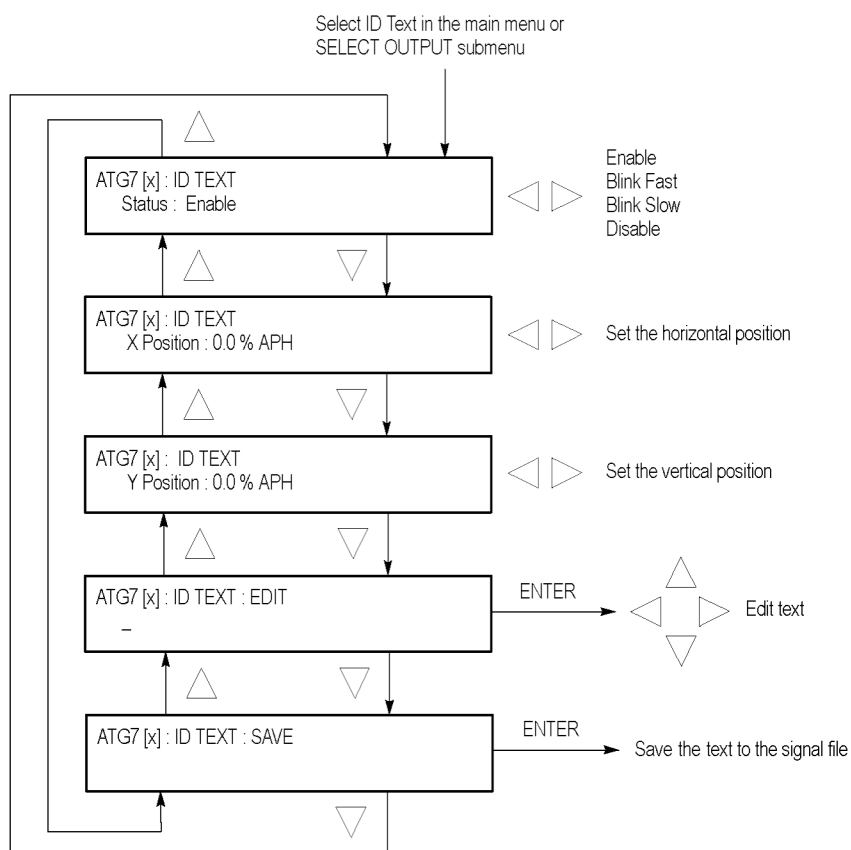 Select ID Text in the main menu or
SELECT OUTPUT submenu
ATG7 [x] : ID TEXT
Status : Enable
Enable
Blink Fast
Blink Slow
Disable
ATG7 [x] : ID TEXT
X Position : 0.0 % APH
Set the horizontal position
ATG7 [x] : ID TEXT
Y Position : 0.0 % APH
Set the vertical position
ATG7 [x] : ID TEXT : EDIT
_
ENTER
Edit text
ATG7 [x] : ID TEXT : SAVE
ENTER
Save the text to the signal file